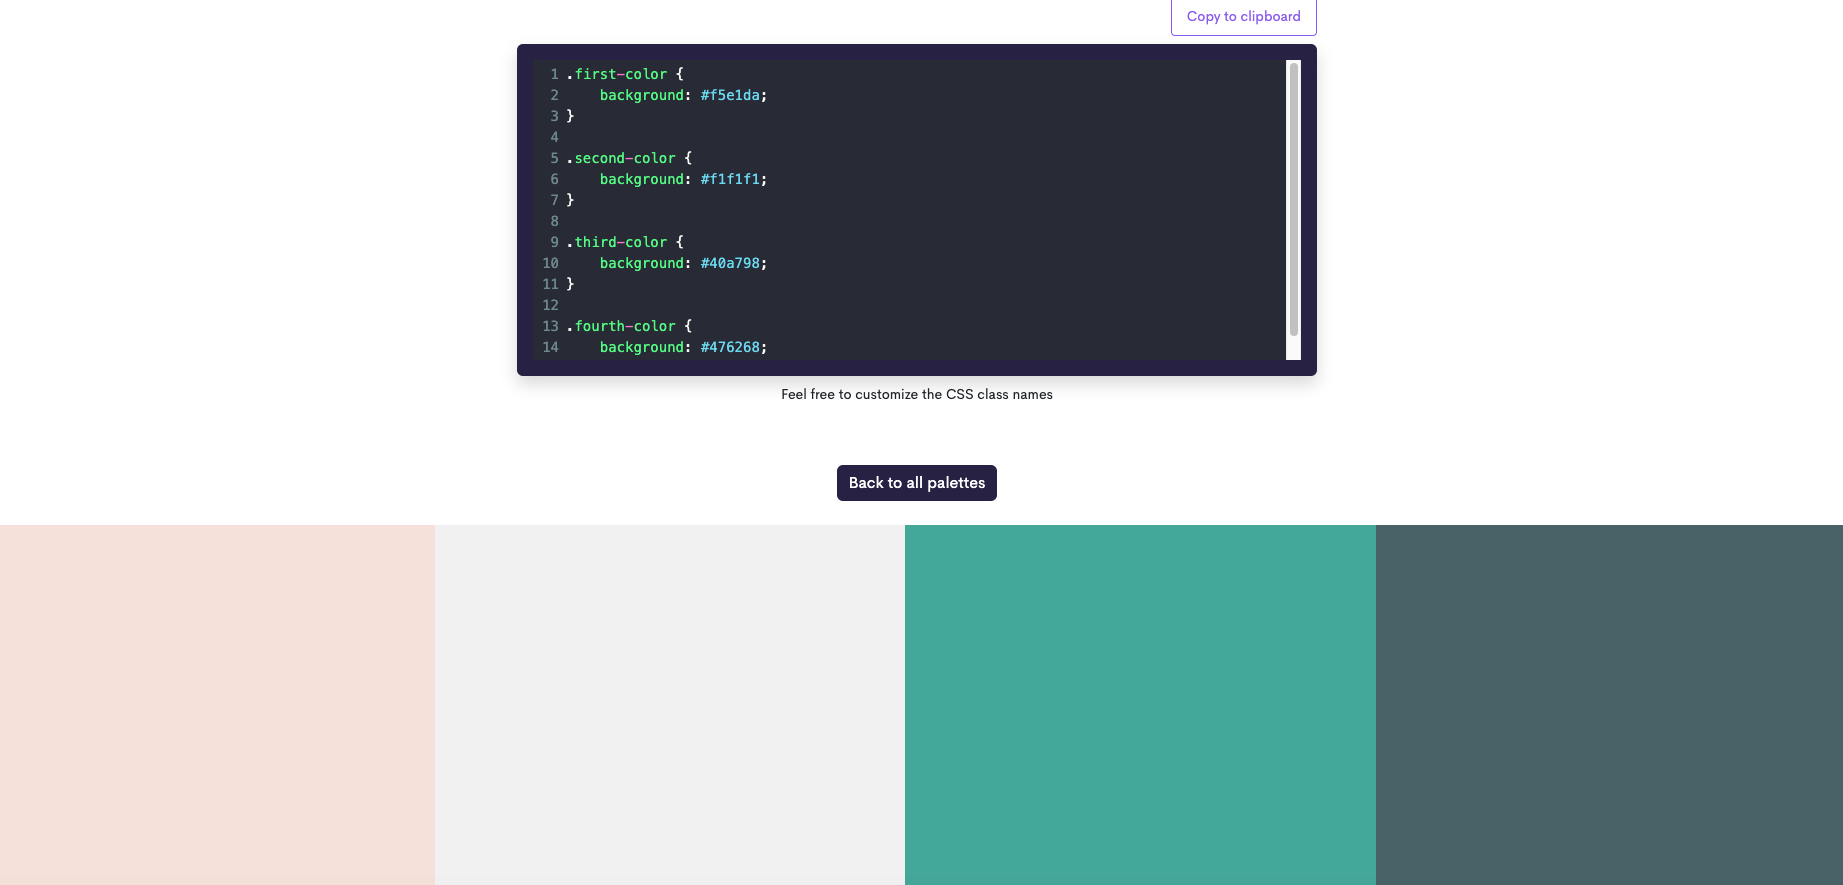 Copy to clipboard
1 .first-color {
2     background: #f5e1da;
3 }
4
5 .second-color {
6     background: #f1f1f1;
7 }
8
9 .third-color {
10     background: #40a798;
11 }
12
13 .fourth-color {
14     background: #476268;
Feel free to customize the CSS class names
Back to all palettes